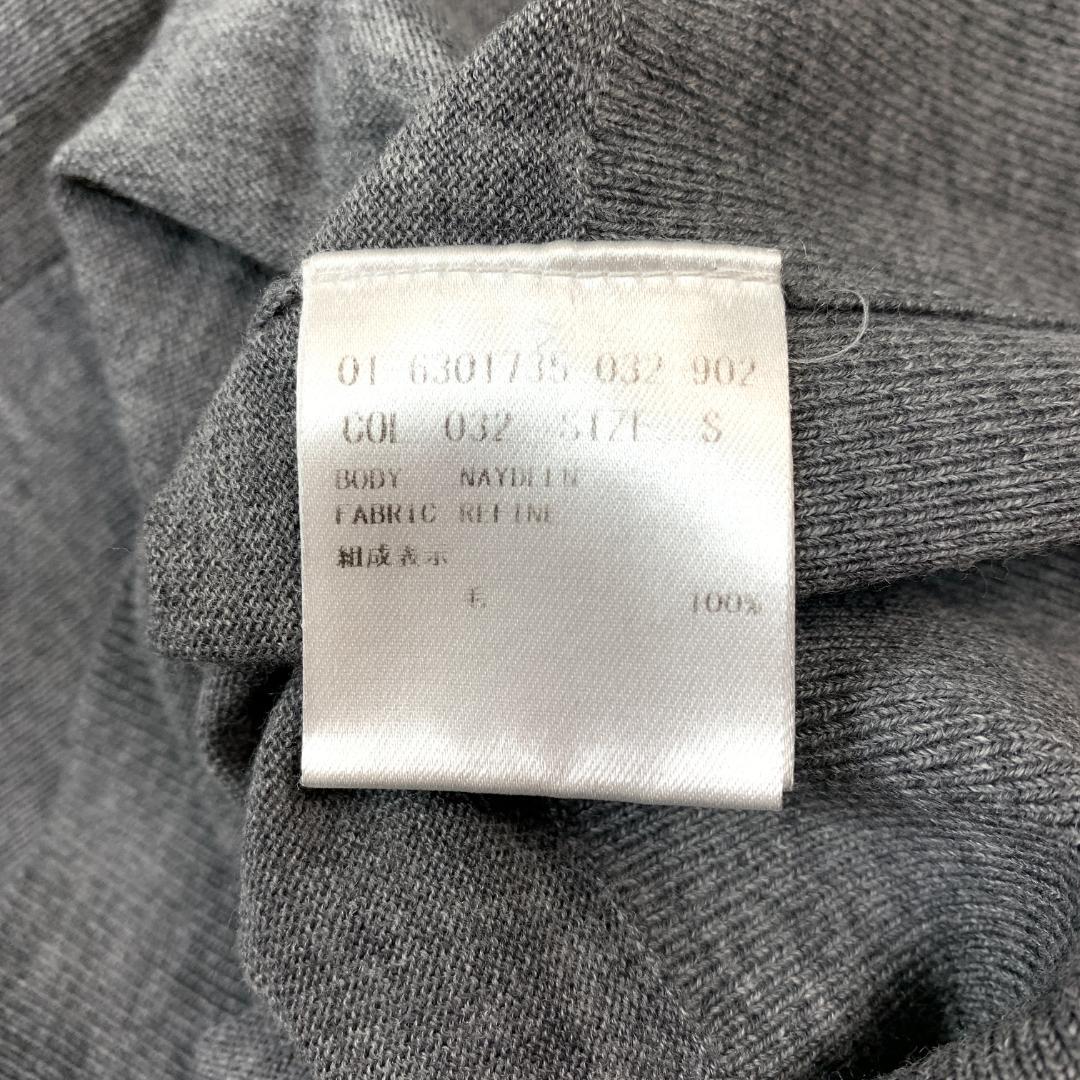 01 6301735 032 902
COL 032 SIZE S
BODY NAYDEEN
FABRIC REFINE
組成表示
毛 100%